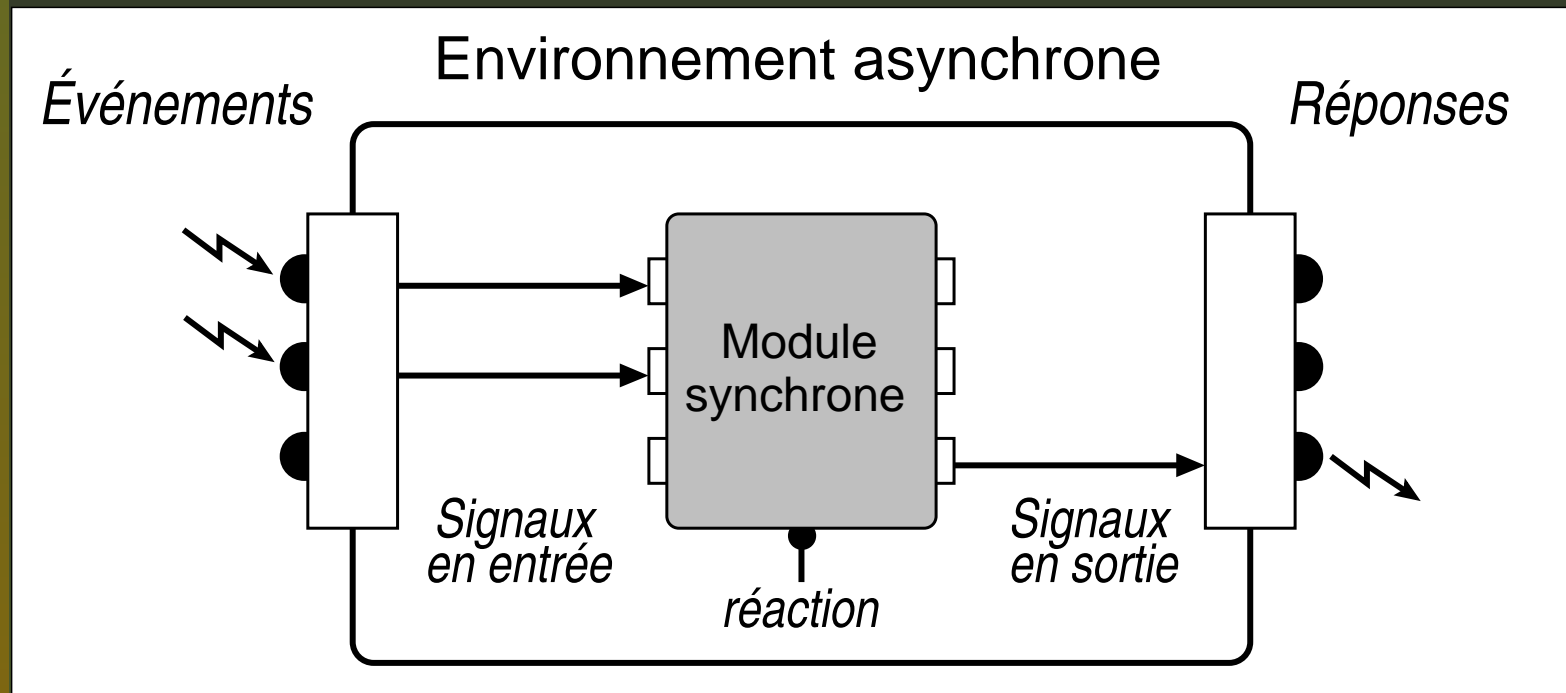 Environnement asynchrone
Événements
Réponses
Module
synchrone
Signaux
en entrée
Signaux
en sortie
réaction